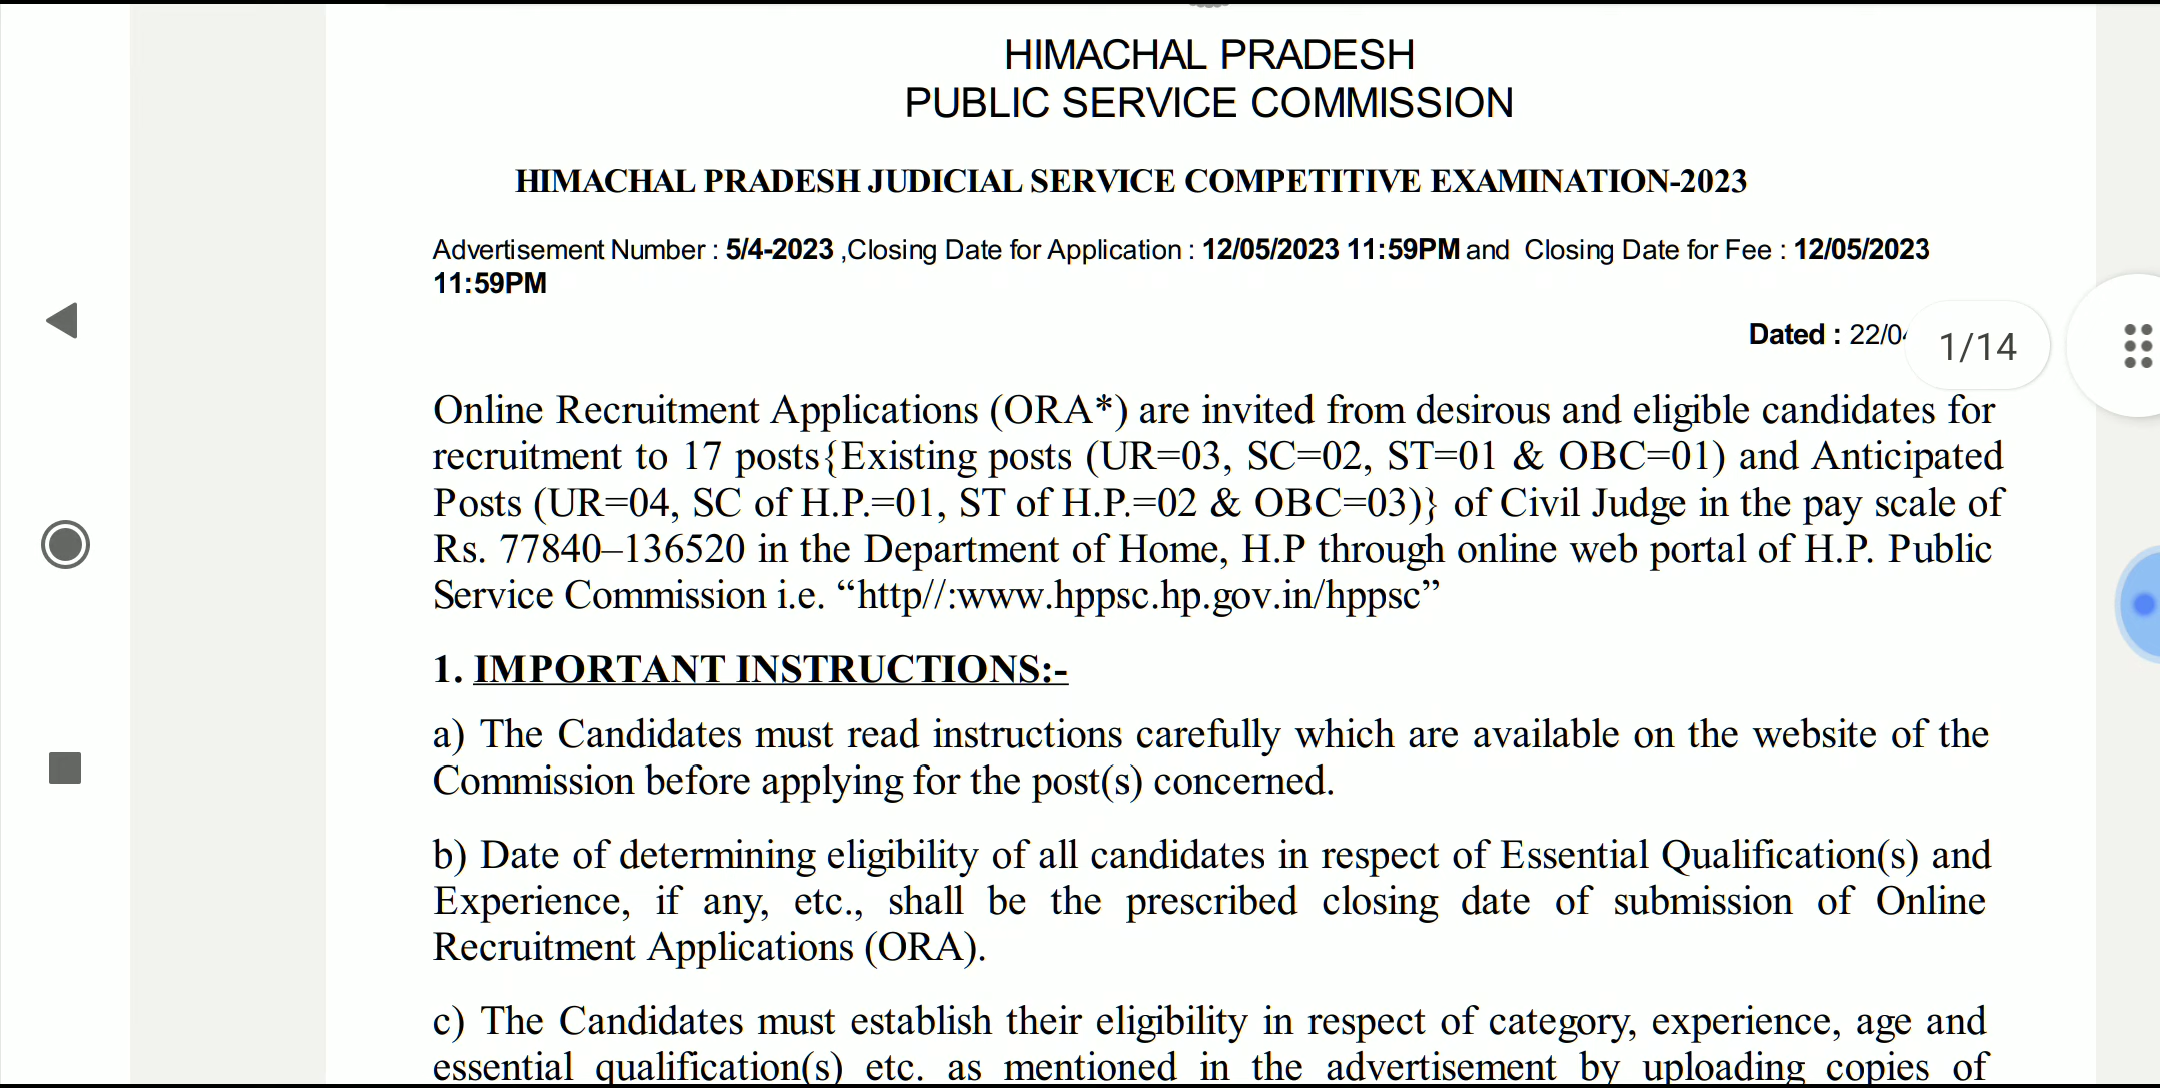 HIMACHAL PRADESH
PUBLIC SERVICE COMMISSION
HIMACHAL PRADESH JUDICIAL SERVICE COMPETITIVE EXAMINATION-2023
Advertisement Number : 5/4-2023 ,Closing Date for Application : 12/05/2023 11:59PM and Closing Date for Fee : 12/05/2023
11:59PM
Dated : 22/0
1/14
Online Recruitment Applications (ORA*) are invited from desirous and eligible candidates for
recruitment to 17 posts{Existing posts (UR=03, SC=02, ST=01 & OBC=01) and Anticipated
Posts (UR=04, SC of H.P.=01, ST of H.P.=02 & OBC=03)} of Civil Judge in the pay scale of
Rs. 77840–136520 in the Department of Home, H.P through online web portal of H.P. Public
Service Commission i.e. “http//:www.hppsc.hp.gov.in/hppsc”
1. IMPORTANT INSTRUCTIONS:-
a) The Candidates must read instructions carefully which are available on the website of the
Commission before applying for the post(s) concerned.
b) Date of determining eligibility of all candidates in respect of Essential Qualification(s) and
Experience, if any, etc., shall be the prescribed closing date of submission of Online
Recruitment Applications (ORA).
c) The Candidates must establish their eligibility in respect of category, experience, age and
essential qualification(s) etc. as mentioned in the advertisement by uploading copies of